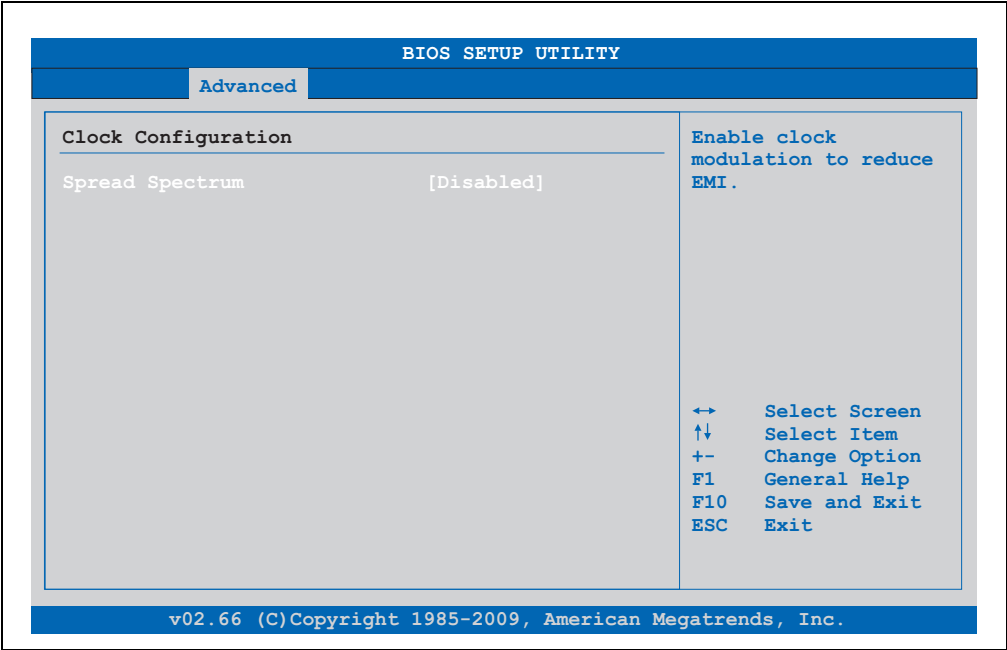 BIOS SETUP UTILITY
Advanced
Clock Configuration
Spread Spectrum [Disabled]
Enable clock
modulation to reduce
EMI.
↔ Select Screen
↑↓ Select Item
+- Change Option
F1 General Help
F10 Save and Exit
ESC Exit
v02.66 (C)Copyright 1985-2009, American Megatrends, Inc.